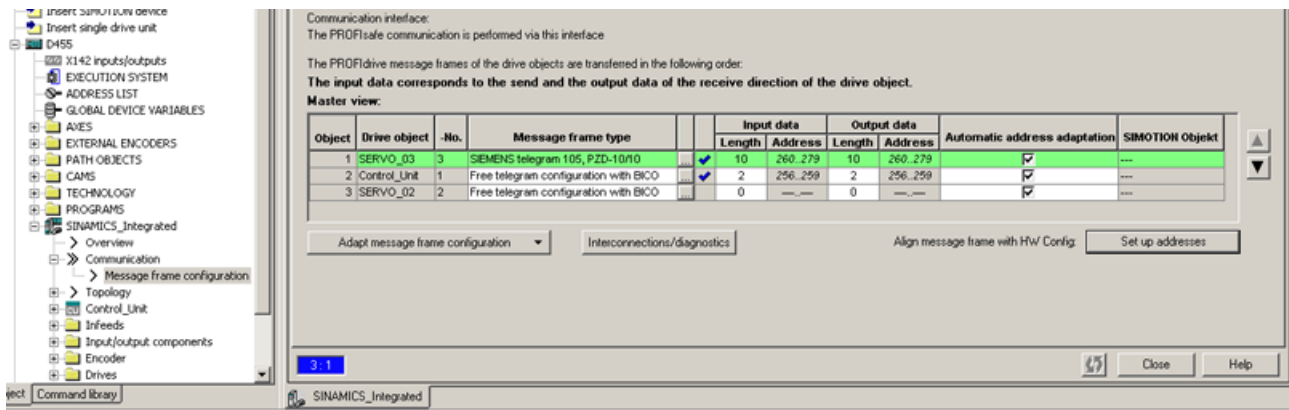 Insert SIMOTION device
Insert single drive unit
D455
X142 inputs/outputs
EXECUTION SYSTEM
ADDRESS LIST
GLOBAL DEVICE VARIABLES
AXES
EXTERNAL ENCODERS
PATH OBJECTS
CAMS
TECHNOLOGY
PROGRAMS
SINAMICS_Integrated
Overview
Communication
Message frame configuration
Topology
Control_Unit
Infeeds
Input/output components
Encoder
Drives
ject Command library
Communication interface:
The PROFIsafe communication is performed via this interface
The PROFIdrive message frames of the drive objects are transferred in the following order:
The input data corresponds to the send and the output data of the receive direction of the drive object.
Master view:
Object Drive object -No. Message frame type Input data Output data Automatic address adaptation SIMOTION Objekt
Length Address Length Address
1 SERVO_03 3 SIEMENS telegram 105, PZD-10/10 ... 10 260..279 10 260..279 ---
2 Control_Unit 1 Free telegram configuration with BICO ... 2 256..259 2 256..259 ---
3 SERVO_02 2 Free telegram configuration with BICO ... 0 ---.--- 0 ---.--- ---
Adapt message frame configuration Interconnections/diagnostics Align message frame with HW Config: Set up addresses
3 : 1 Close Help
SINAMICS_Integrated